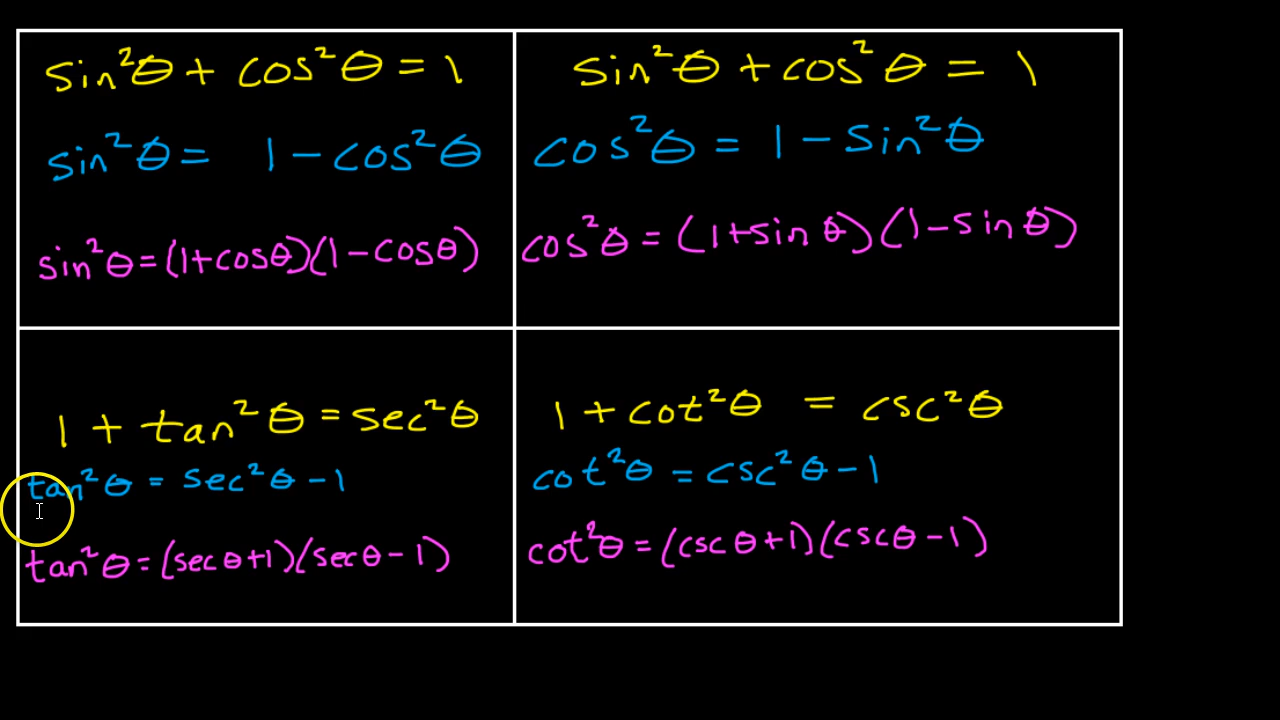 sin²θ + cos²θ = 1
sin²θ = 1 - cos²θ
sin²θ = (1+cosθ)(1-cosθ)
sin²θ + cos²θ = 1
cos²θ = 1 - sin²θ
cos²θ = (1+sinθ)(1-sinθ)
1 + tan²θ = sec²θ
tan²θ = sec²θ - 1
tan²θ = (secθ+1)(secθ-1)
1 + cot²θ = csc²θ
cot²θ = csc²θ - 1
cot²θ = (cscθ+1)(cscθ-1)